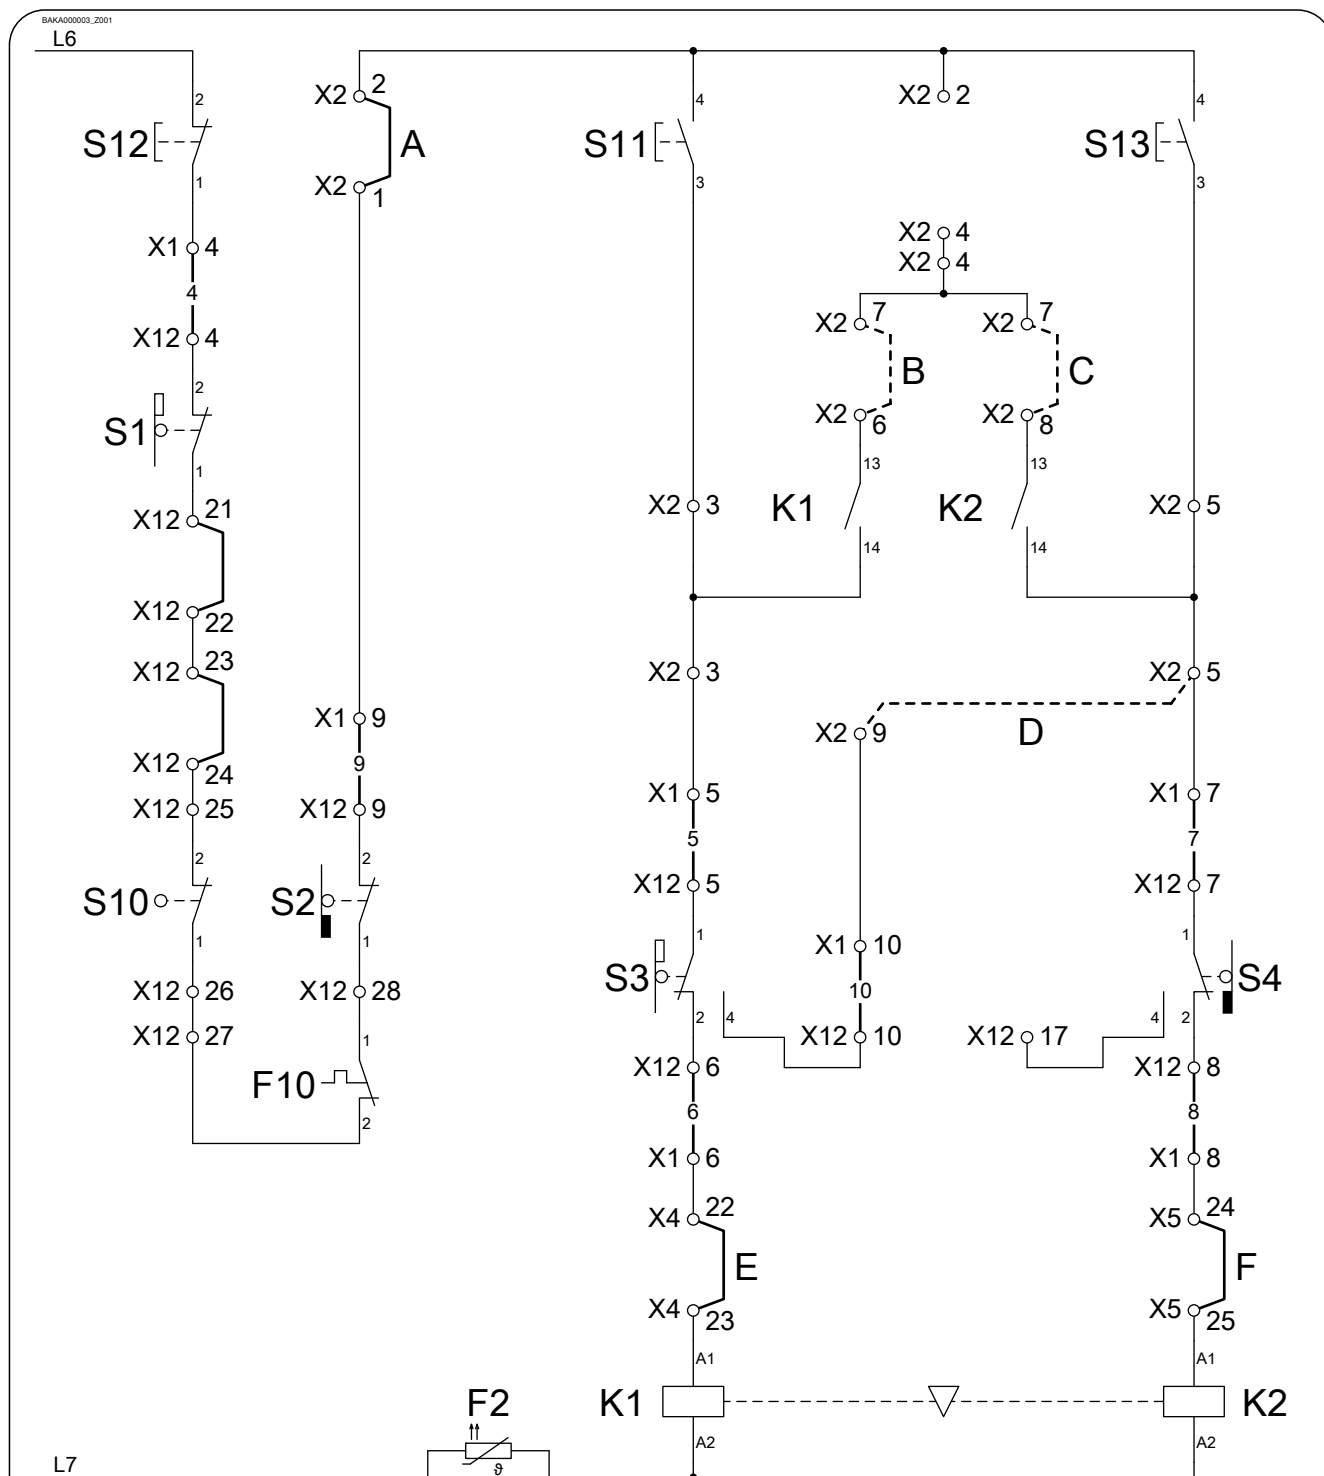 BAKA000003_Z001
L6
2 X2 2 4 X2 2 4
S12 A S11 S13
1 X2 1 3 3
X1 4 X2 4
4 X2 4
X12 4 X2 7 X2 7
2 B C
S1 X2 6 X2 8
1 13 13
X12 21 X2 3 K1 K2 X2 5
14 14
X12 22
X12 23 X2 3 X2 5
X1 9 X2 9 D
X12 24 9
X12 25 X12 9 X1 5 X1 7
5 7
2 2 X12 5 X12 7
S10 S2
1 1 1 X1 10 1
S3 10 S4
X12 26 X12 28 2 4 4 2
X12 27 1 X12 10 X12 17
F10 X12 6 X12 8
2 6 8
X1 6 X1 8
X4 22 X5 24
E F
X4 23 X5 25
A1 A1
F2 K1 K2
A2 A2
L7 ϑ